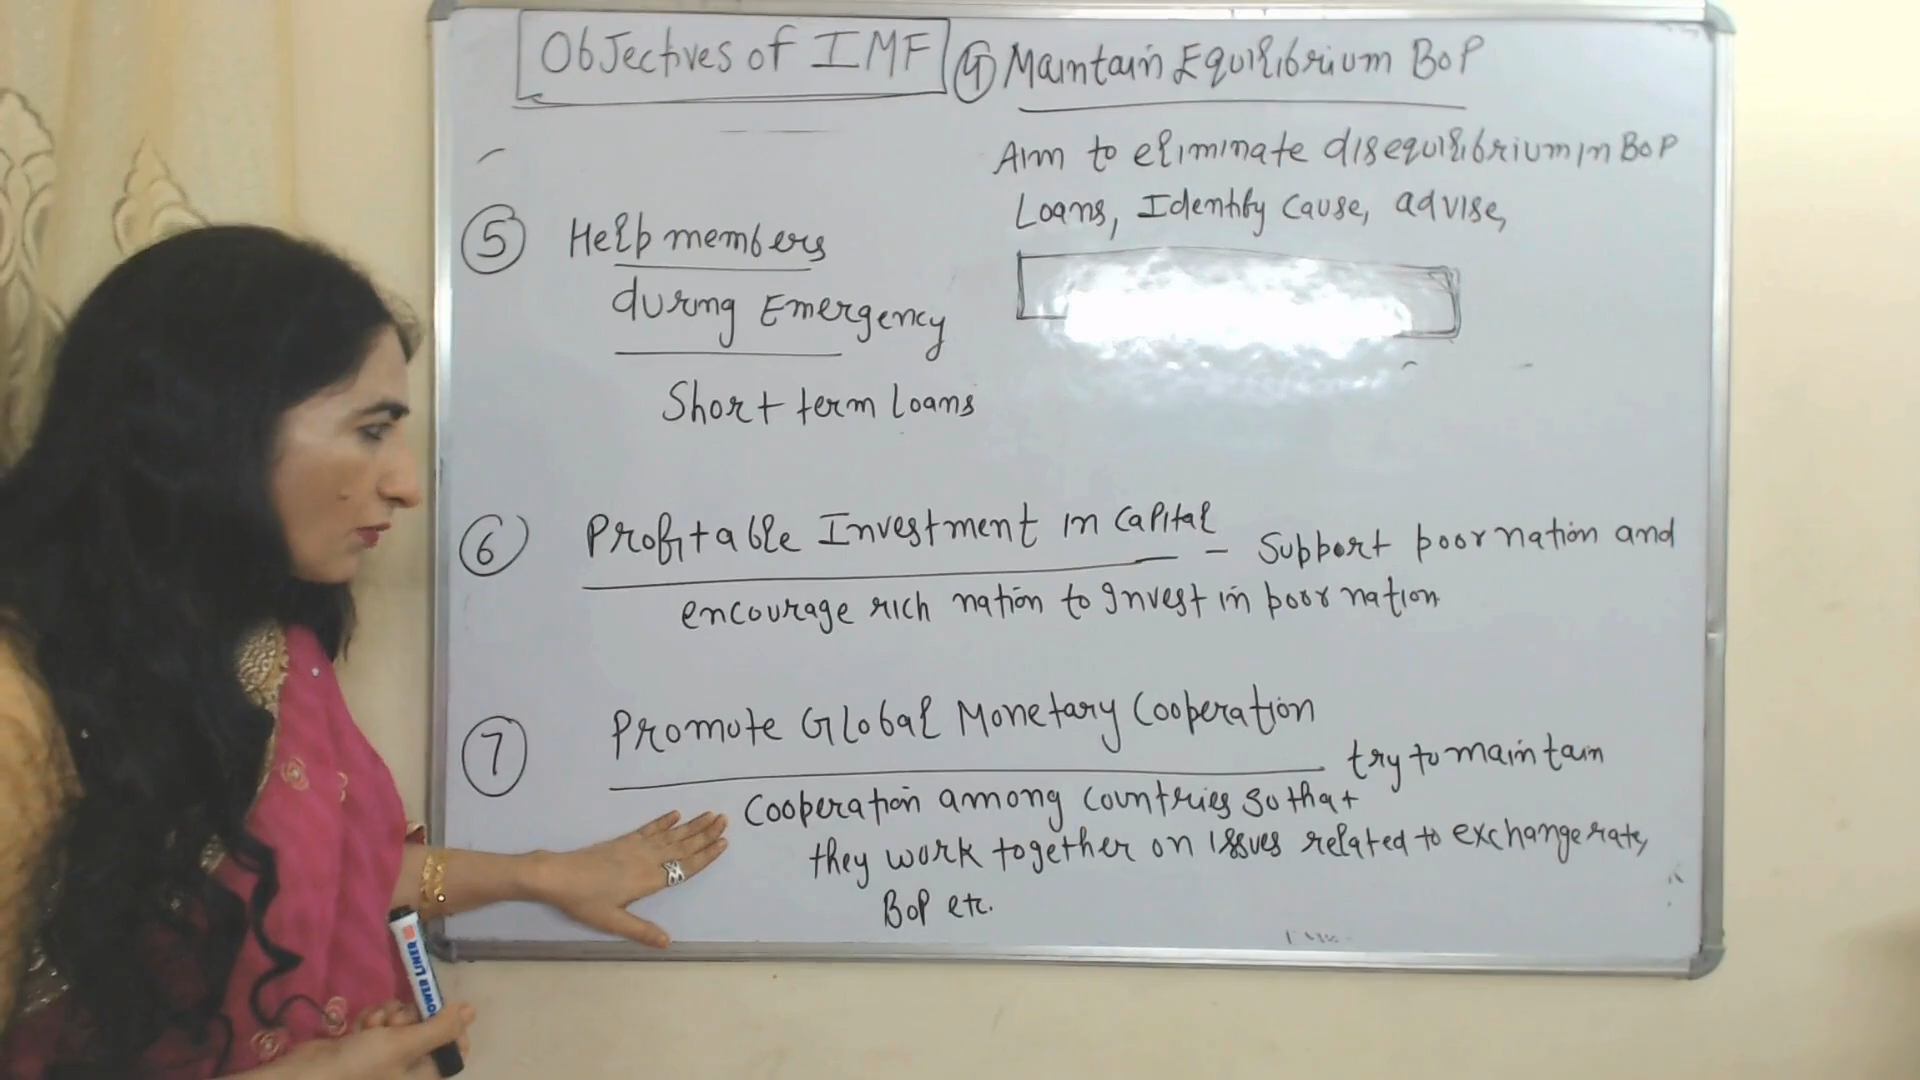 Objectives of IMF
④ Maintain Equilibrium BoP
Aim to eliminate disequilibrium in BoP
Loans, Identify cause, advise,
⑤ Help members
during Emergency
Short term loans
⑥ Profitable Investment in capital - Support poor nation and
encourage rich nation to Invest in poor nation
⑦ Promote Global Monetary Cooperation
try to maintain
Cooperation among countries so that
they work together on issues related to exchange rate,
BoP etc.